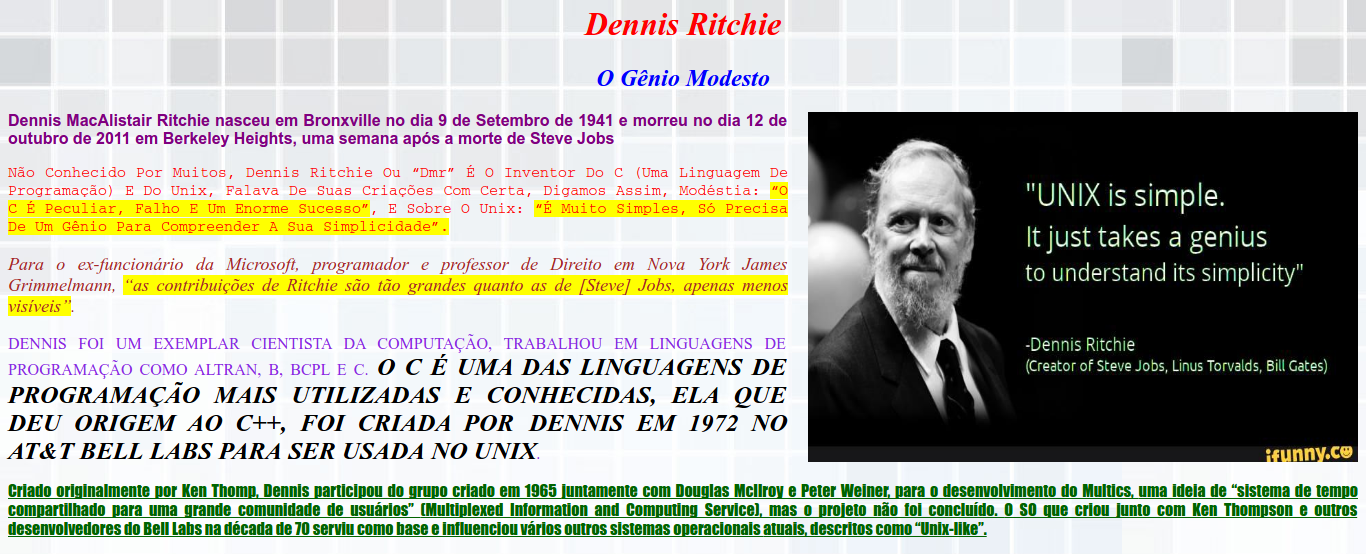 Dennis Ritchie
O Gênio Modesto
Dennis MacAlistair Ritchie nasceu em Bronxville no dia 9 de Setembro de 1941 e morreu no dia 12 de
outubro de 2011 em Berkeley Heights, uma semana após a morte de Steve Jobs
Não Conhecido Por Muitos, Dennis Ritchie Ou “Dmr” É O Inventor Do C (Uma Linguagem De
Programação) E Do Unix, Falava De Suas Criações Com Certa, Digamos Assim, Modéstia: “O
C É Peculiar, Falho E Um Enorme Sucesso”, E Sobre O Unix: “É Muito Simples, Só Precisa
De Um Gênio Para Compreender A Sua Simplicidade”.
Para o ex-funcionário da Microsoft, programador e professor de Direito em Nova York James
Grimmelmann, “as contribuições de Ritchie são tão grandes quanto as de [Steve] Jobs, apenas menos
visíveis”.
DENNIS FOI UM EXEMPLAR CIENTISTA DA COMPUTAÇÃO, TRABALHOU EM LINGUAGENS DE
PROGRAMAÇÃO COMO ALTRAN, B, BCPL E C. O C É UMA DAS LINGUAGENS DE
PROGRAMAÇÃO MAIS UTILIZADAS E CONHECIDAS, ELA QUE
DEU ORIGEM AO C++, FOI CRIADA POR DENNIS EM 1972 NO
AT&T BELL LABS PARA SER USADA NO UNIX.
"UNIX is simple.
It just takes a genius
to understand its simplicity"
-Dennis Ritchie
(Creator of Steve Jobs, Linus Torvalds, Bill Gates)
ifunny.co
Criado originalmente por Ken Thomp, Dennis participou do grupo criado em 1965 juntamente com Douglas McIlroy e Peter Weiner, para o desenvolvimento do Multics, uma ideia de “sistema de tempo
compartilhado para uma grande comunidade de usuários” (Multiplexed Information and Computing Service), mas o projeto não foi concluído. O SO que criou junto com Ken Thompson e outros
desenvolvedores do Bell Labs na década de 70 serviu como base e influenciou vários outros sistemas operacionais atuais, descritos como “Unix-like”.